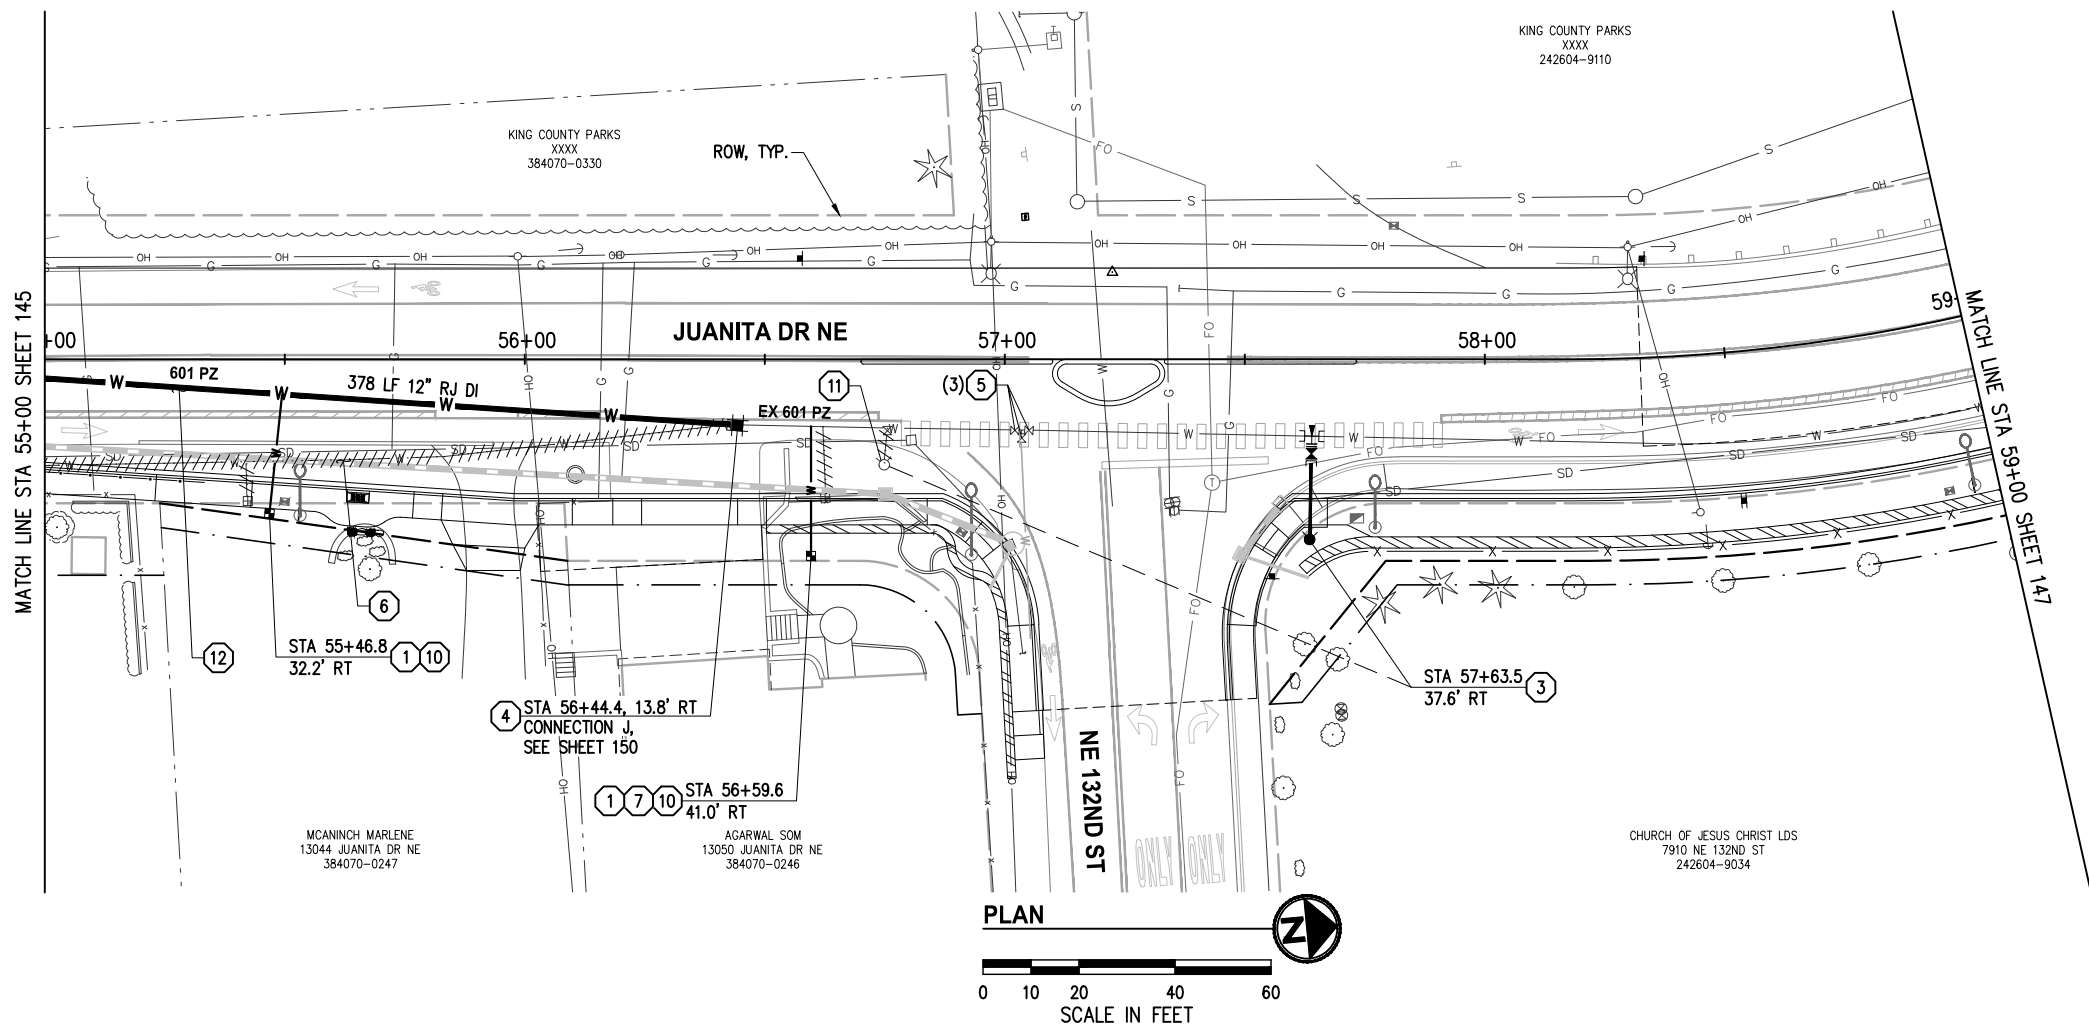 KING COUNTY PARKS
XXXX
242604-9110
KING COUNTY PARKS
XXXX
384070-0330
ROW, TYP.
MATCH LINE STA 55+00 SHEET 145
+00
56+00
JUANITA DR NE
57+00
58+00
59+
MATCH LINE STA 59+00 SHEET 147
601 PZ
378 LF 12" RJ DI
EX 601 PZ
11
(3) 5
6
12
STA 55+46.8
32.2' RT
1 10
4
STA 56+44.4, 13.8' RT
CONNECTION J,
SEE SHEET 150
1 7 10
STA 56+59.6
41.0' RT
STA 57+63.5
37.6' RT
3
NE 132ND ST
ONLY ONLY
MCANINCH MARLENE
13044 JUANITA DR NE
384070-0247
AGARWAL SOM
13050 JUANITA DR NE
384070-0246
CHURCH OF JESUS CHRIST LDS
7910 NE 132ND ST
242604-9034
PLAN
N
0 10 20 40 60
SCALE IN FEET